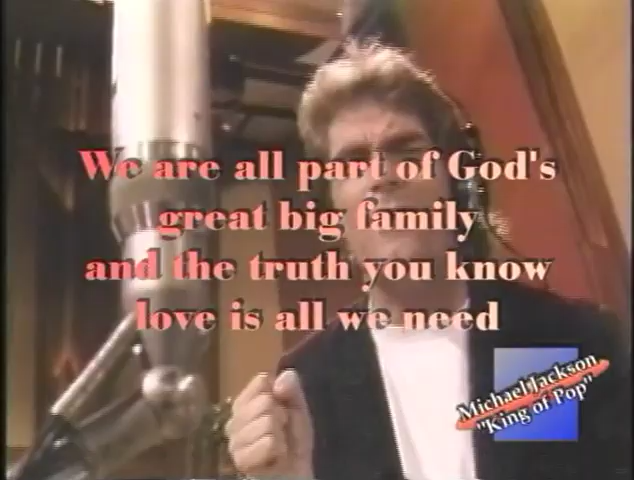 We are all part of God's
great big family
and the truth you know
love is all we need
Michael Jackson
"King of Pop"